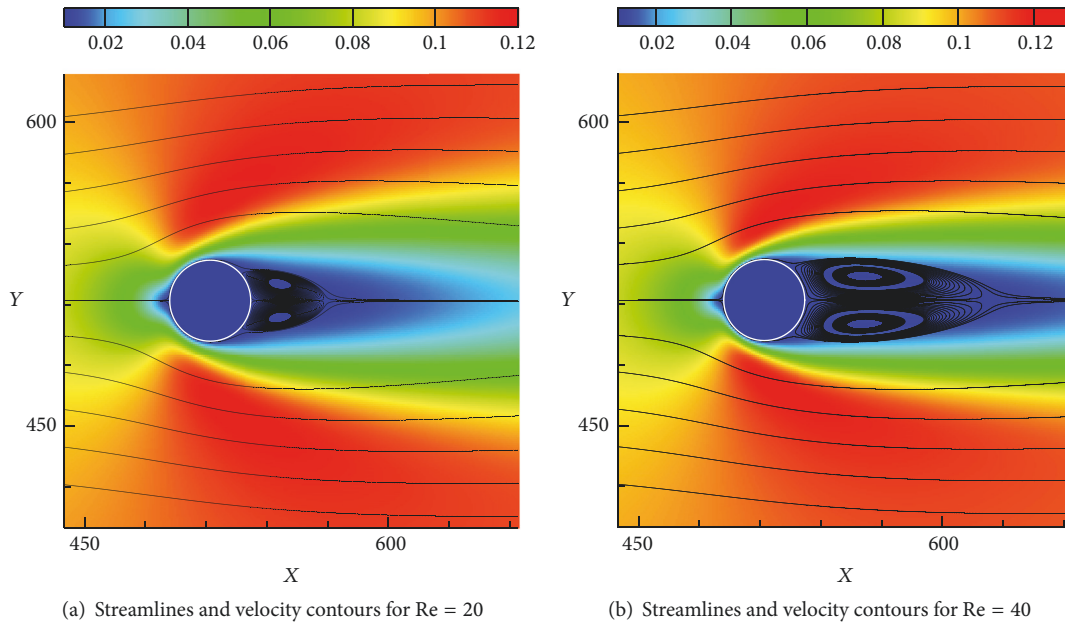 0.02 0.04 0.06 0.08 0.1 0.12
600
Y
450
450 600
X
(a) Streamlines and velocity contours for Re = 20
0.02 0.04 0.06 0.08 0.1 0.12
600
Y
450
450 600
X
(b) Streamlines and velocity contours for Re = 40